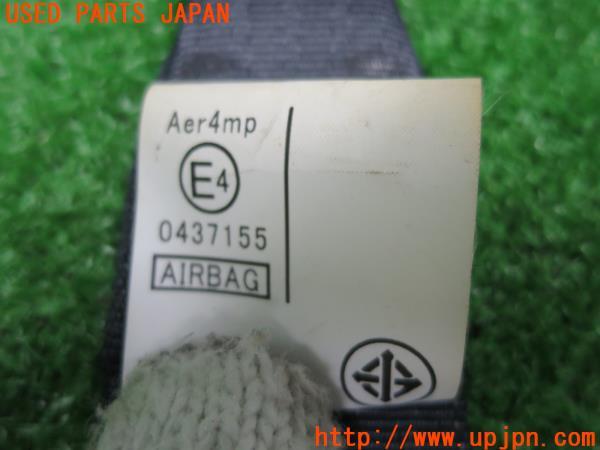 USED PARTS JAPAN
Aer4mp
E4
0437155
AIRBAG
http://www.upjpn.com